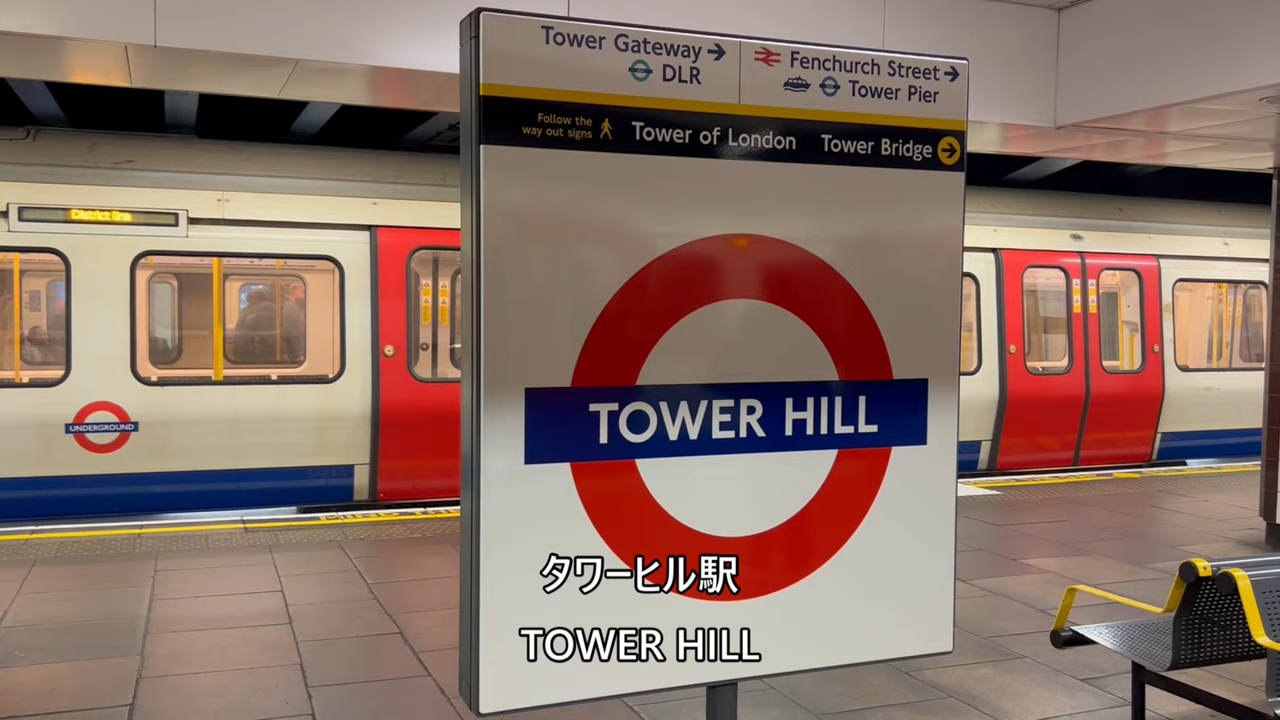 Tower Gateway →
DLR
Fenchurch Street →
Tower Pier
Follow the
way out signs
Tower of London
Tower Bridge →
District line
UNDERGROUND
TOWER HILL
タワーヒル駅
TOWER HILL